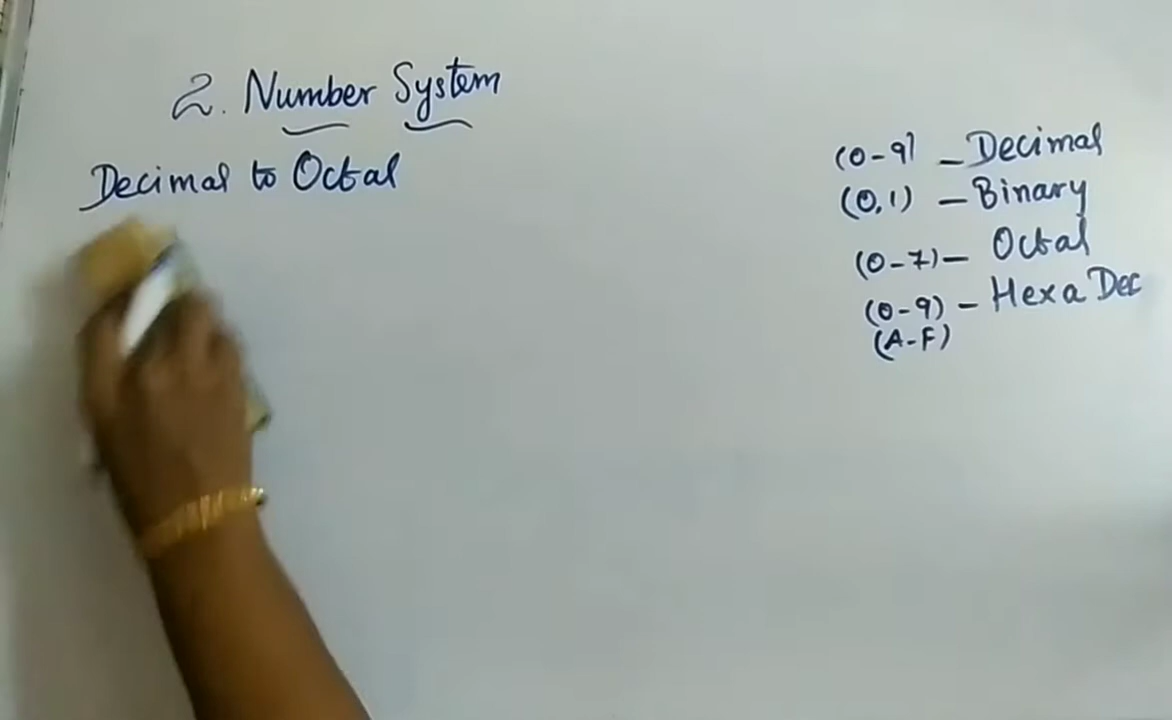 2. Number System
Decimal to Octal
(0-9) - Decimal
(0,1) - Binary
(0-7) - Octal
(0-9) - Hexa Dec
(A-F)